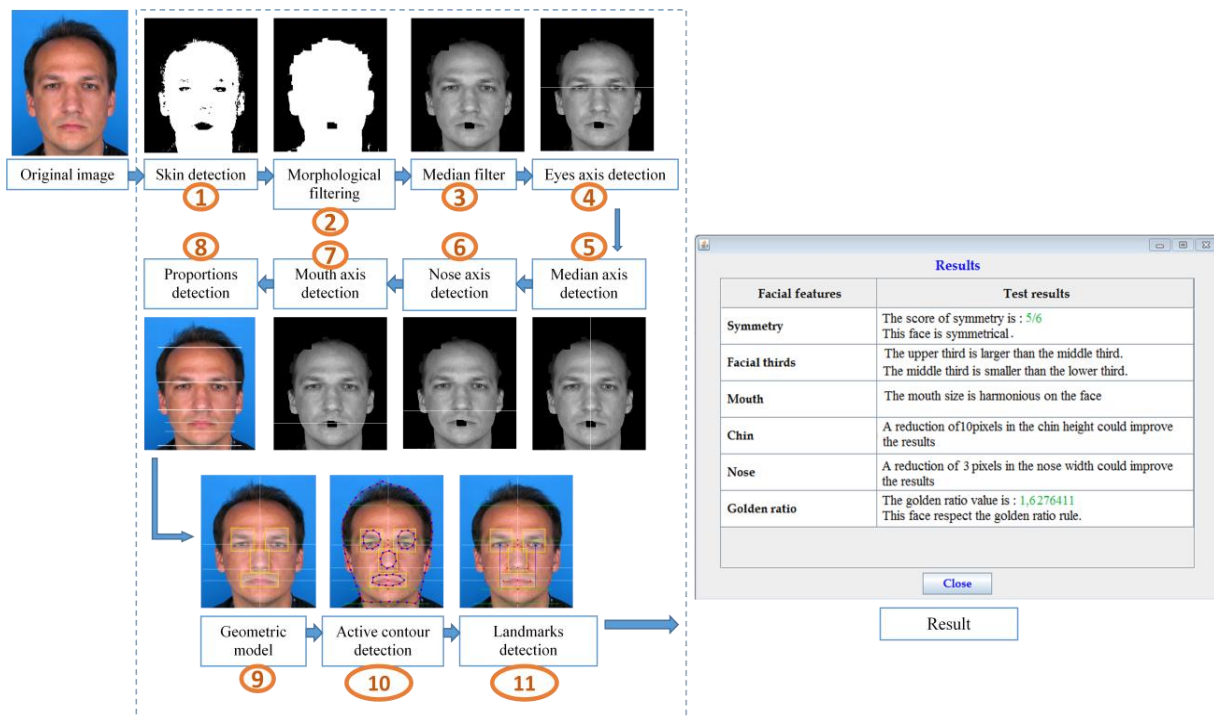 Original image
Skin detection
1
Morphological
filtering
2
Median filter
3
Eyes axis detection
4
5
Median axis
detection
6
Nose axis
detection
7
Mouth axis
detection
8
Proportions
detection
Geometric
model
9
Active contour
detection
10
Landmarks
detection
11
Results
Facial features Test results
Symmetry
The score of symmetry is : 5/6
This face is symmetrical .
Facial thirds
The upper third is larger than the middle third.
The middle third is smaller than the lower third.
Mouth
The mouth size is harmonious on the face
Chin
A reduction of10pixels in the chin height could improve
the results
Nose
A reduction of 3 pixels in the nose width could improve
the results
Golden ratio
The golden ratio value is : 1,6276411
This face respect the golden ratio rule.
Close
Result